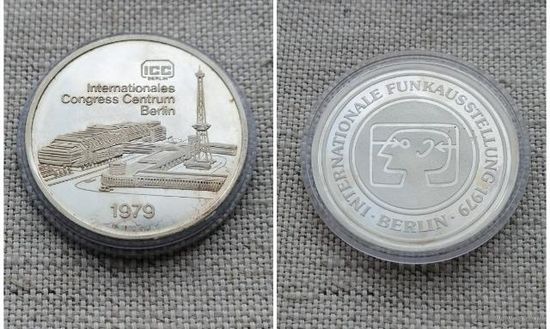 ICC
BERLIN
Internationales
Congress Centrum
Berlin
1979
INTERNATIONALE FUNKAUSSTELLUNG 1979
· BERLIN ·